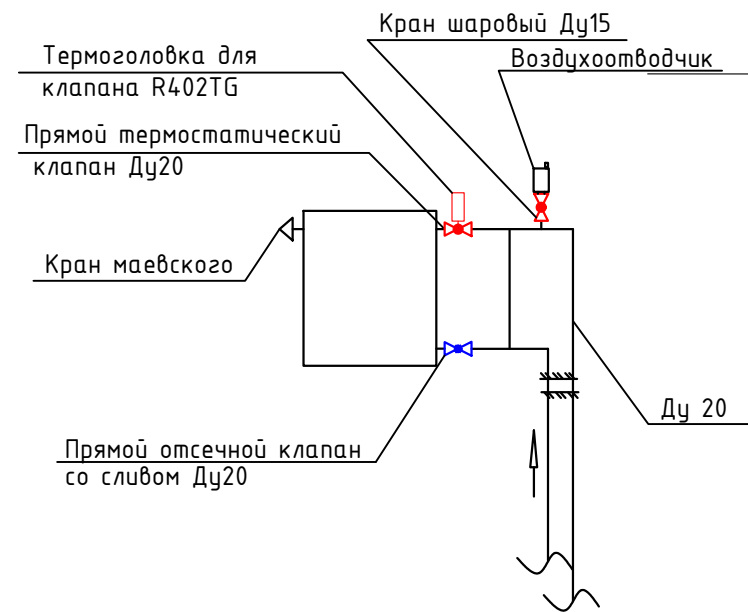 Кран шаровый Ду15
Термоголовка для
клапана R402TG
Воздухоотводчик
Прямой термостатический
клапан Ду20
Кран маевского
Ду 20
Прямой отсечной клапан
со сливом Ду20